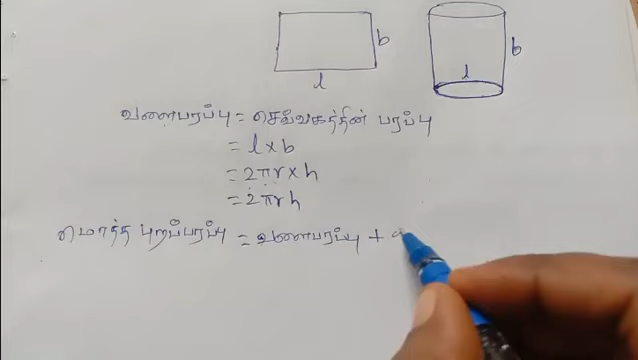 b
b
l
l
வளைபரப்பு = செவ்வகத்தின் பரப்பு
= l x b
= 2πr x h
= 2πrh
மொத்த புறப்பரப்பு = வளைபரப்பு +